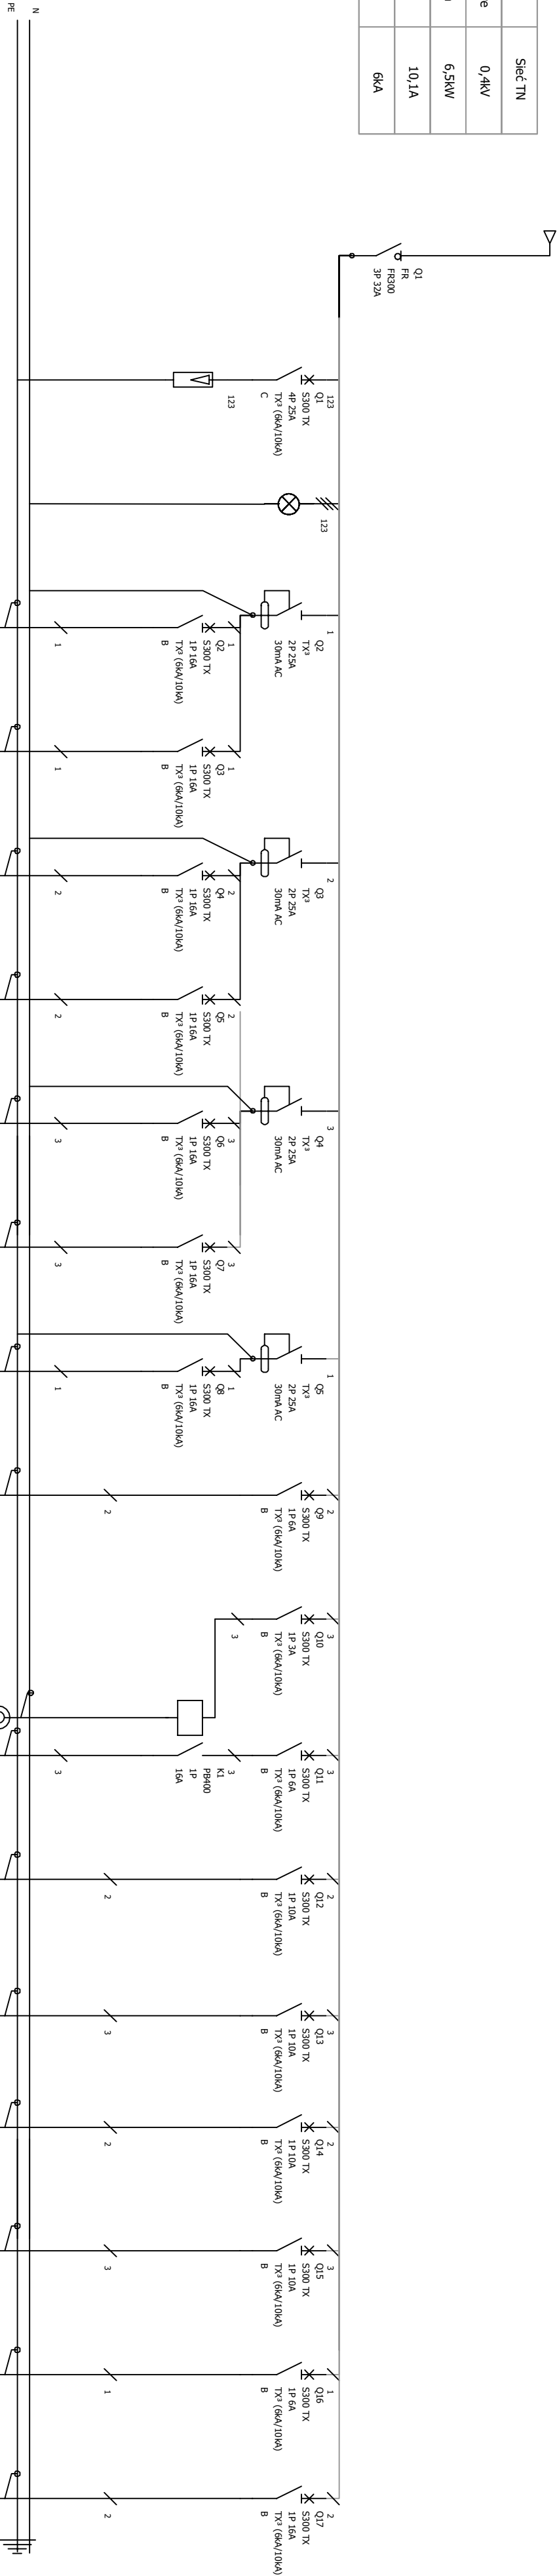 Sieć TN
0,4kV
6,5kW
10,1A
6kA
N
PE
Q1
FR
FR300
3P 32A
123
Q1
S300 TX
4P 25A
TX³ (6kA/10kA)
C
123
123
1
Q2
TX³
2P 25A
30mA AC
1
Q2
S300 TX
1P 16A
TX³ (6kA/10kA)
B
1
1
Q3
S300 TX
1P 16A
TX³ (6kA/10kA)
B
1
2
Q3
TX³
2P 25A
30mA AC
2
Q4
S300 TX
1P 16A
TX³ (6kA/10kA)
B
2
2
Q5
S300 TX
1P 16A
TX³ (6kA/10kA)
B
2
3
Q4
TX³
2P 25A
30mA AC
3
Q6
S300 TX
1P 16A
TX³ (6kA/10kA)
B
3
3
Q7
S300 TX
1P 16A
TX³ (6kA/10kA)
B
3
1
Q5
TX³
2P 25A
30mA AC
1
Q8
S300 TX
1P 16A
TX³ (6kA/10kA)
B
1
2
Q9
S300 TX
1P 6A
TX³ (6kA/10kA)
B
2
3
Q10
S300 TX
1P 3A
TX³ (6kA/10kA)
B
3
3
Q11
S300 TX
1P 6A
TX³ (6kA/10kA)
B
3
K1
PB400
1P
16A
3
2
Q12
S300 TX
1P 10A
TX³ (6kA/10kA)
B
2
3
Q13
S300 TX
1P 10A
TX³ (6kA/10kA)
B
3
2
Q14
S300 TX
1P 10A
TX³ (6kA/10kA)
B
2
3
Q15
S300 TX
1P 10A
TX³ (6kA/10kA)
B
3
1
Q16
S300 TX
1P 6A
TX³ (6kA/10kA)
B
1
2
Q17
S300 TX
1P 16A
TX³ (6kA/10kA)
B
2